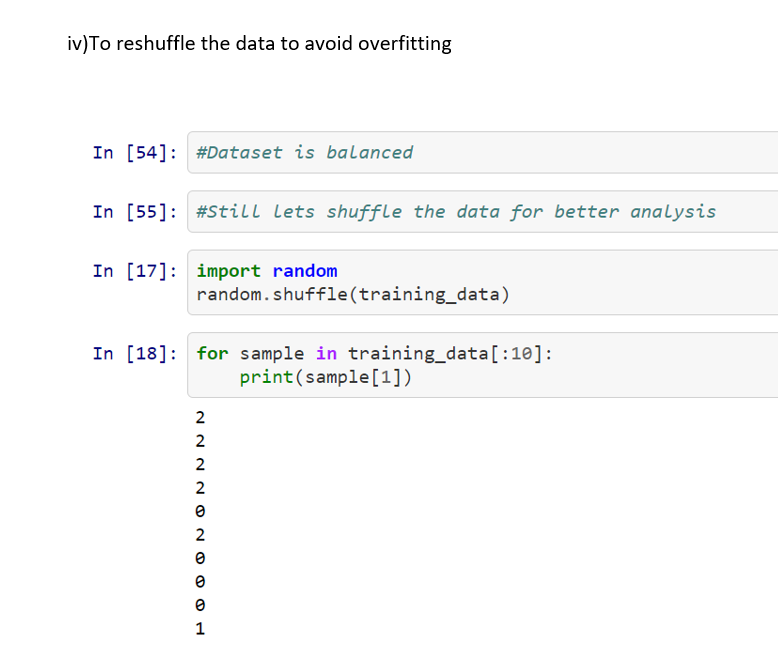 iv)To reshuffle the data to avoid overfitting
In [54]: #Dataset is balanced
In [55]: #Still lets shuffle the data for better analysis
In [17]: import random
random.shuffle(training_data)
In [18]: for sample in training_data[:10]:
    print(sample[1])
2
2
2
2
0
2
0
0
0
1